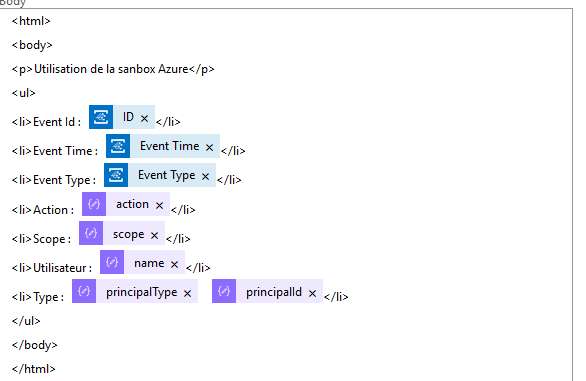 Body
<html>
<body>
<p>Utilisation de la sanbox Azure</p>
<ul>
<li>Event Id : ID × </li>
<li>Event Time : Event Time × </li>
<li>Event Type : Event Type × </li>
<li>Action : action × </li>
<li>Scope : scope × </li>
<li>Utilisateur : name × </li>
<li>Type : principalType × principalId × </li>
</ul>
</body>
</html>